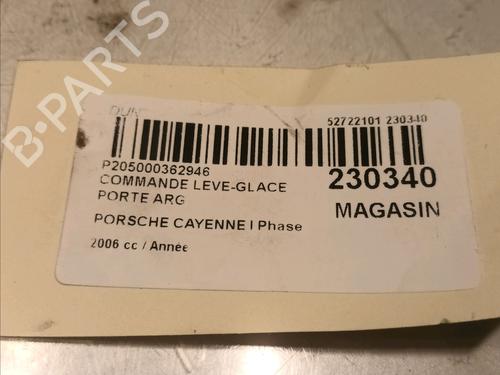 B-PARTS
52722101 230340
P205000362946
COMMANDE LEVE-GLACE
PORTE ARG
230340
MAGASIN
PORSCHE CAYENNE I Phase
2006 cc / Année